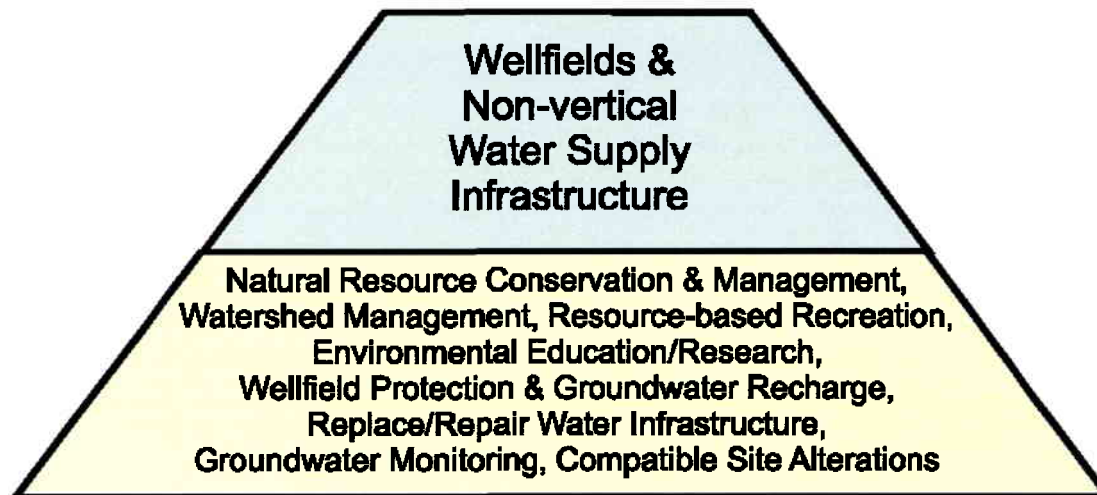 Wellfields &
Non-vertical
Water Supply
Infrastructure
Natural Resource Conservation & Management,
Watershed Management, Resource-based Recreation,
Environmental Education/Research,
Wellfield Protection & Groundwater Recharge,
Replace/Repair Water Infrastructure,
Groundwater Monitoring, Compatible Site Alterations